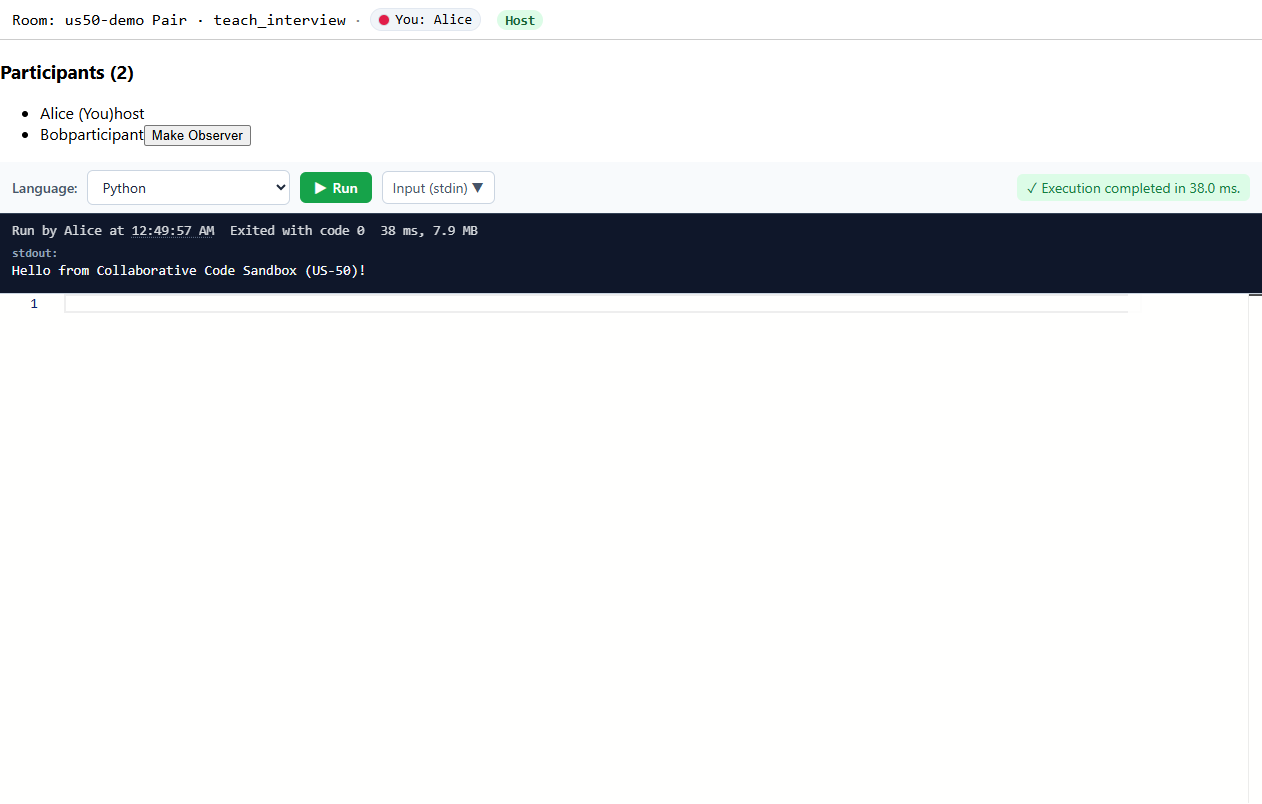 Room: us50-demo Pair · teach_interview · You: Alice Host
Participants (2)
Alice (You)host
Bobparticipant Make Observer
Language: Python ▶ Run Input (stdin) ▼ ✓ Execution completed in 38.0 ms.
Run by Alice at 12:49:57 AM Exited with code 0 38 ms, 7.9 MB
stdout:
Hello from Collaborative Code Sandbox (US-50)!
1